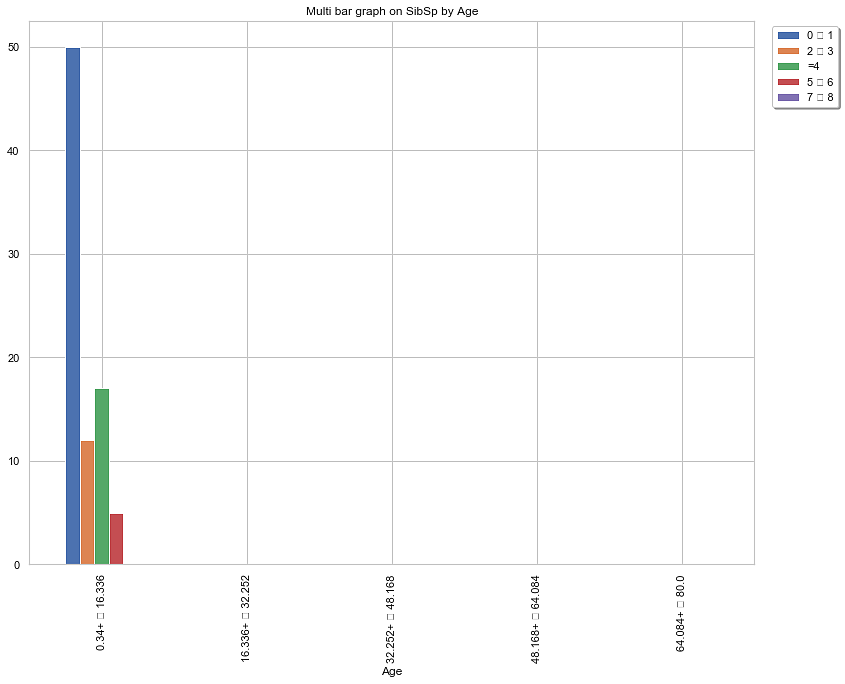 Multi bar graph on SibSp by Age
50
40
30
20
10
0
0 □ 1
2 □ 3
=4
5 □ 6
7 □ 8
0.34+ □ 16.336
16.336+ □ 32.252
32.252+ □ 48.168
48.168+ □ 64.084
64.084+ □ 80.0
Age